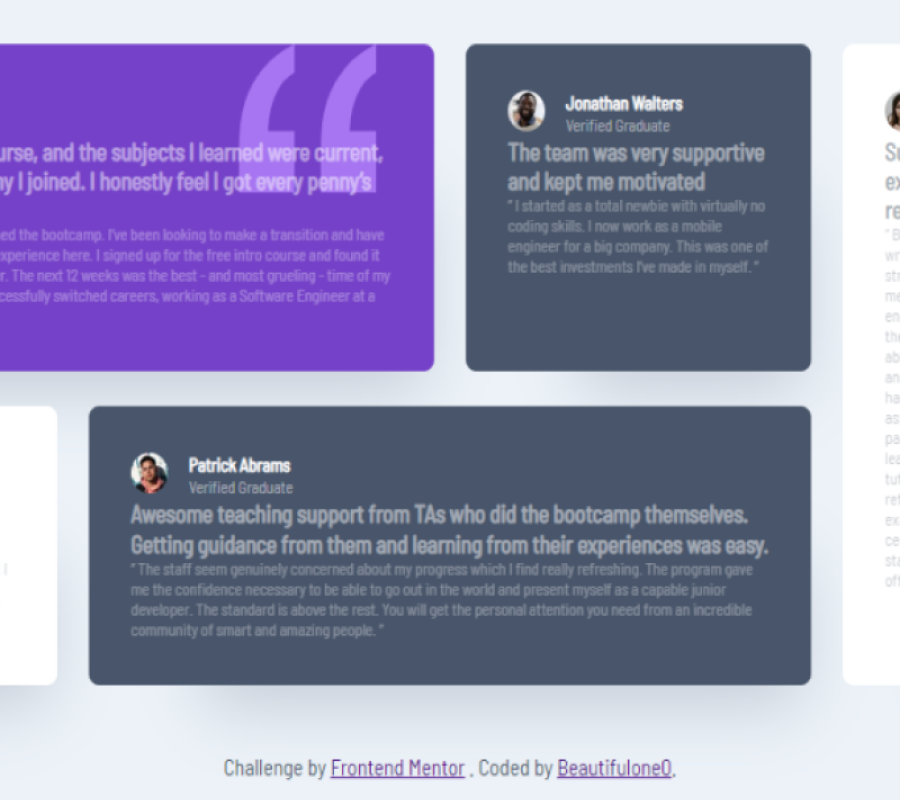 urse, and the subjects I learned were current,
ny I joined. I honestly feel I got every penny's
ed the bootcamp. I've been looking to make a transition and have
xperience here. I signed up for the free intro course and found it
r. The next 12 weeks was the best - and most grueling - time of my
cessfully switched careers, working as a Software Engineer at a
Jonathan Walters
Verified Graduate
The team was very supportive
and kept me motivated
" I started as a total newbie with virtually no
coding skills. I now work as a mobile
engineer for a big company. This was one of
the best investments I've made in myself. "
I
Patrick Abrams
Verified Graduate
Awesome teaching support from TAs who did the bootcamp themselves.
Getting guidance from them and learning from their experiences was easy.
" The staff seem genuinely concerned about my progress which I find really refreshing. The program gave
me the confidence necessary to be able to go out in the world and present myself as a capable junior
developer. The standard is above the rest. You will get the personal attention you need from an incredible
community of smart and amazing people. "
Su
ex
re
" B
wr
str
me
en
the
ab
an
ha
as
pa
lea
tut
ret
ex
ce
sta
off
Challenge by Frontend Mentor . Coded by Beautifulone0.